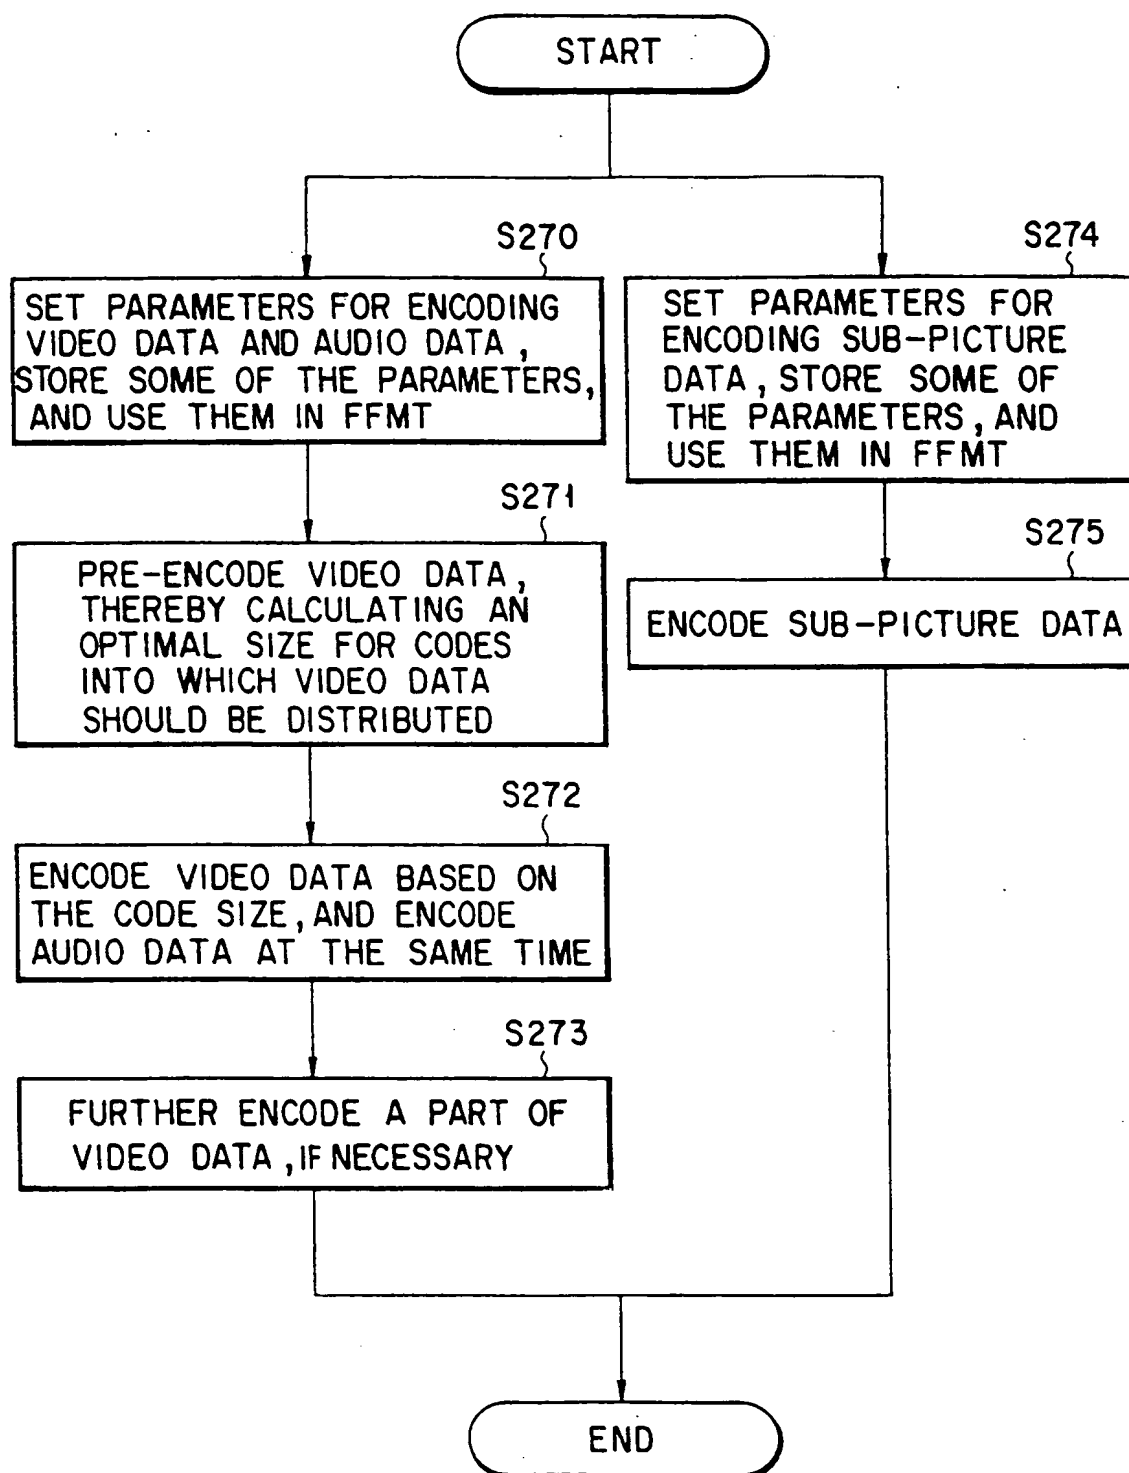 START
S270
SET PARAMETERS FOR ENCODING
VIDEO DATA AND AUDIO DATA,
STORE SOME OF THE PARAMETERS,
AND USE THEM IN FFMT
S271
PRE-ENCODE VIDEO DATA,
THEREBY CALCULATING AN
OPTIMAL SIZE FOR CODES
INTO WHICH VIDEO DATA
SHOULD BE DISTRIBUTED
S272
ENCODE VIDEO DATA BASED ON
THE CODE SIZE, AND ENCODE
AUDIO DATA AT THE SAME TIME
S273
FURTHER ENCODE A PART OF
VIDEO DATA, IF NECESSARY
S274
SET PARAMETERS FOR
ENCODING SUB-PICTURE
DATA, STORE SOME OF
THE PARAMETERS, AND
USE THEM IN FFMT
S275
ENCODE SUB-PICTURE DATA
END